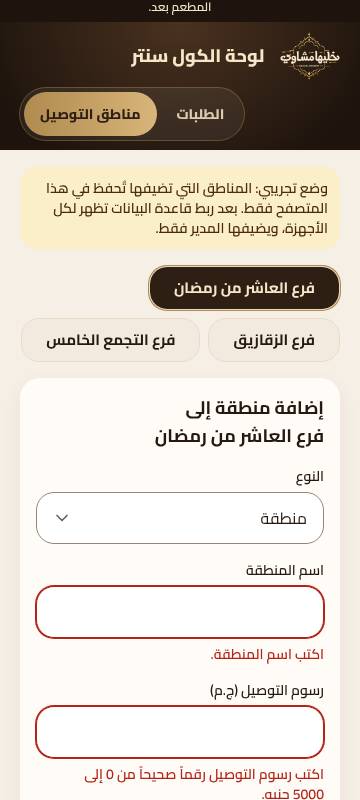 المطعم بعد.
خليها مشاوي
لوحة الكول سنتر
الطلبات
مناطق التوصيل
وضع تجريبي: المناطق التي تضيفها تُحفظ في هذا
المتصفح فقط. بعد ربط قاعدة البيانات تظهر لكل
الأجهزة، ويضيفها المدير فقط.
فرع العاشر من رمضان
فرع الزقازيق
فرع التجمع الخامس
إضافة منطقة إلى
فرع العاشر من رمضان
النوع
منطقة
اسم المنطقة
اكتب اسم المنطقة.
رسوم التوصيل (ج.م)
اكتب رسوم التوصيل رقماً صحيحاً من 0 إلى
5000 جنيه.